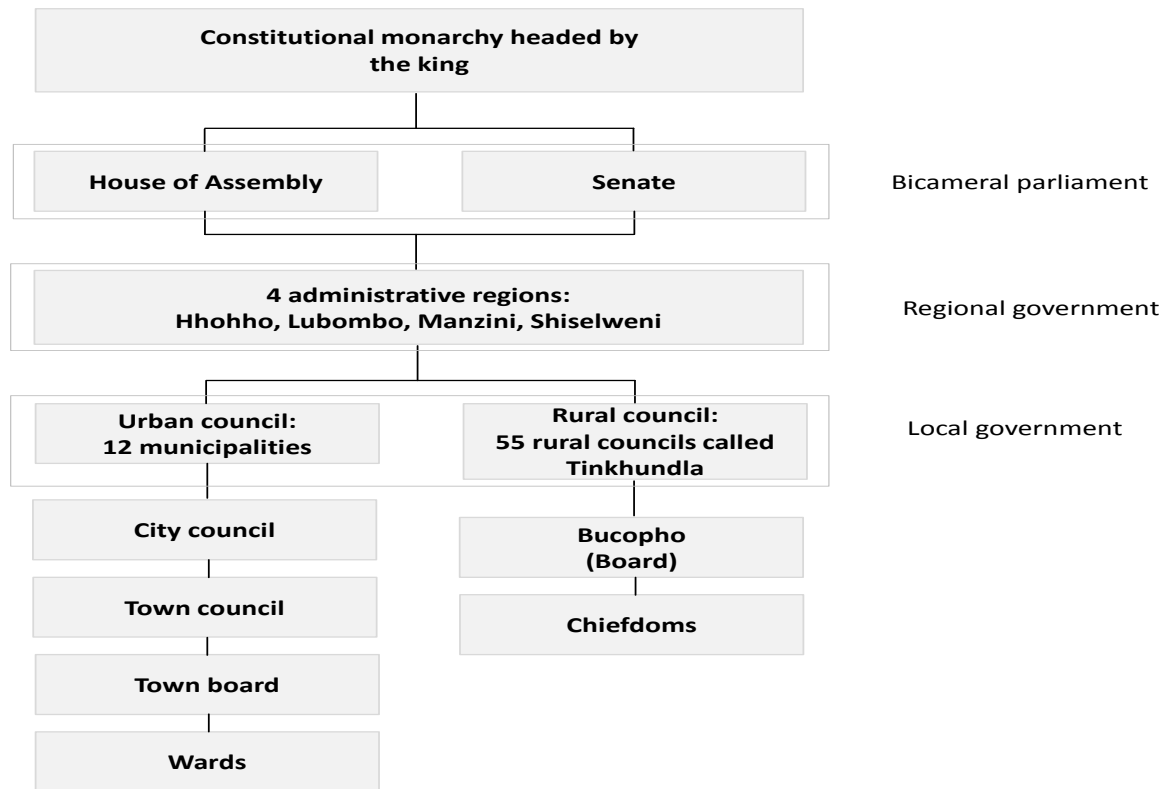 Constitutional monarchy headed by
the king
House of Assembly
Senate
Bicameral parliament
4 administrative regions:
Hhohho, Lubombo, Manzini, Shiselweni
Regional government
Urban council:
12 municipalities
Rural council:
55 rural councils called
Tinkhundla
Local government
City council
Bucopho
(Board)
Town council
Chiefdoms
Town board
Wards